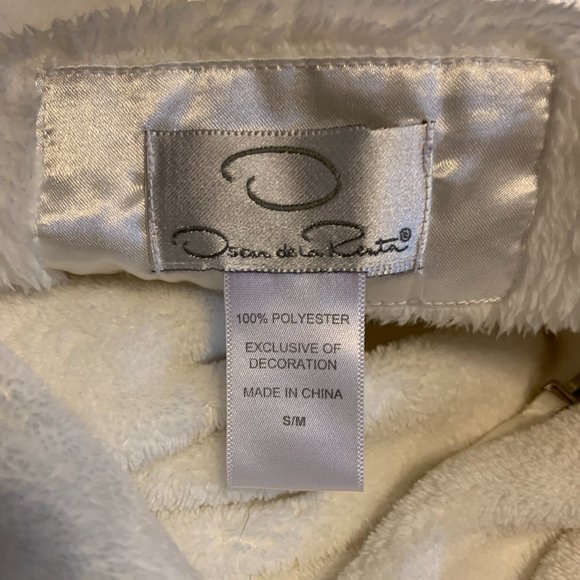 Oscar de la Renta®
100% POLYESTER
EXCLUSIVE OF
DECORATION
MADE IN CHINA
S/M